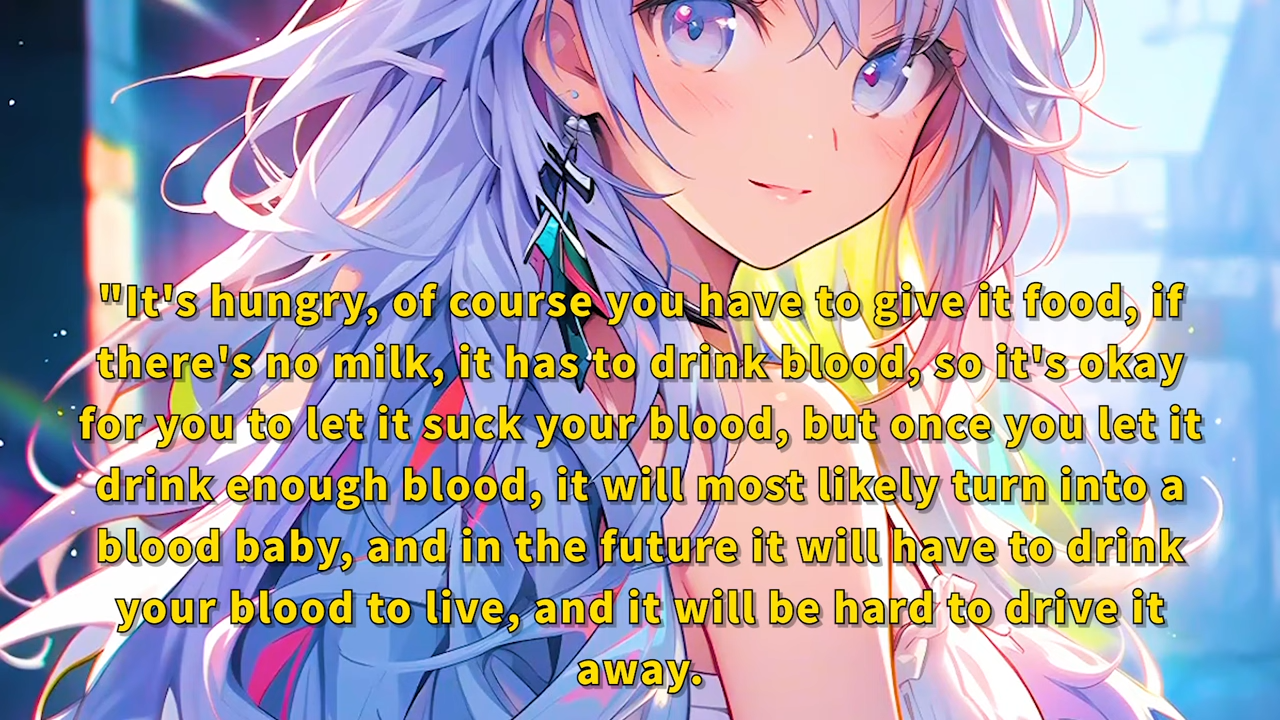 "It's hungry, of course you have to give it food, if
there's no milk, it has to drink blood, so it's okay
for you to let it suck your blood, but once you let it
drink enough blood, it will most likely turn into a
blood baby, and in the future it will have to drink
your blood to live, and it will be hard to drive it
away.